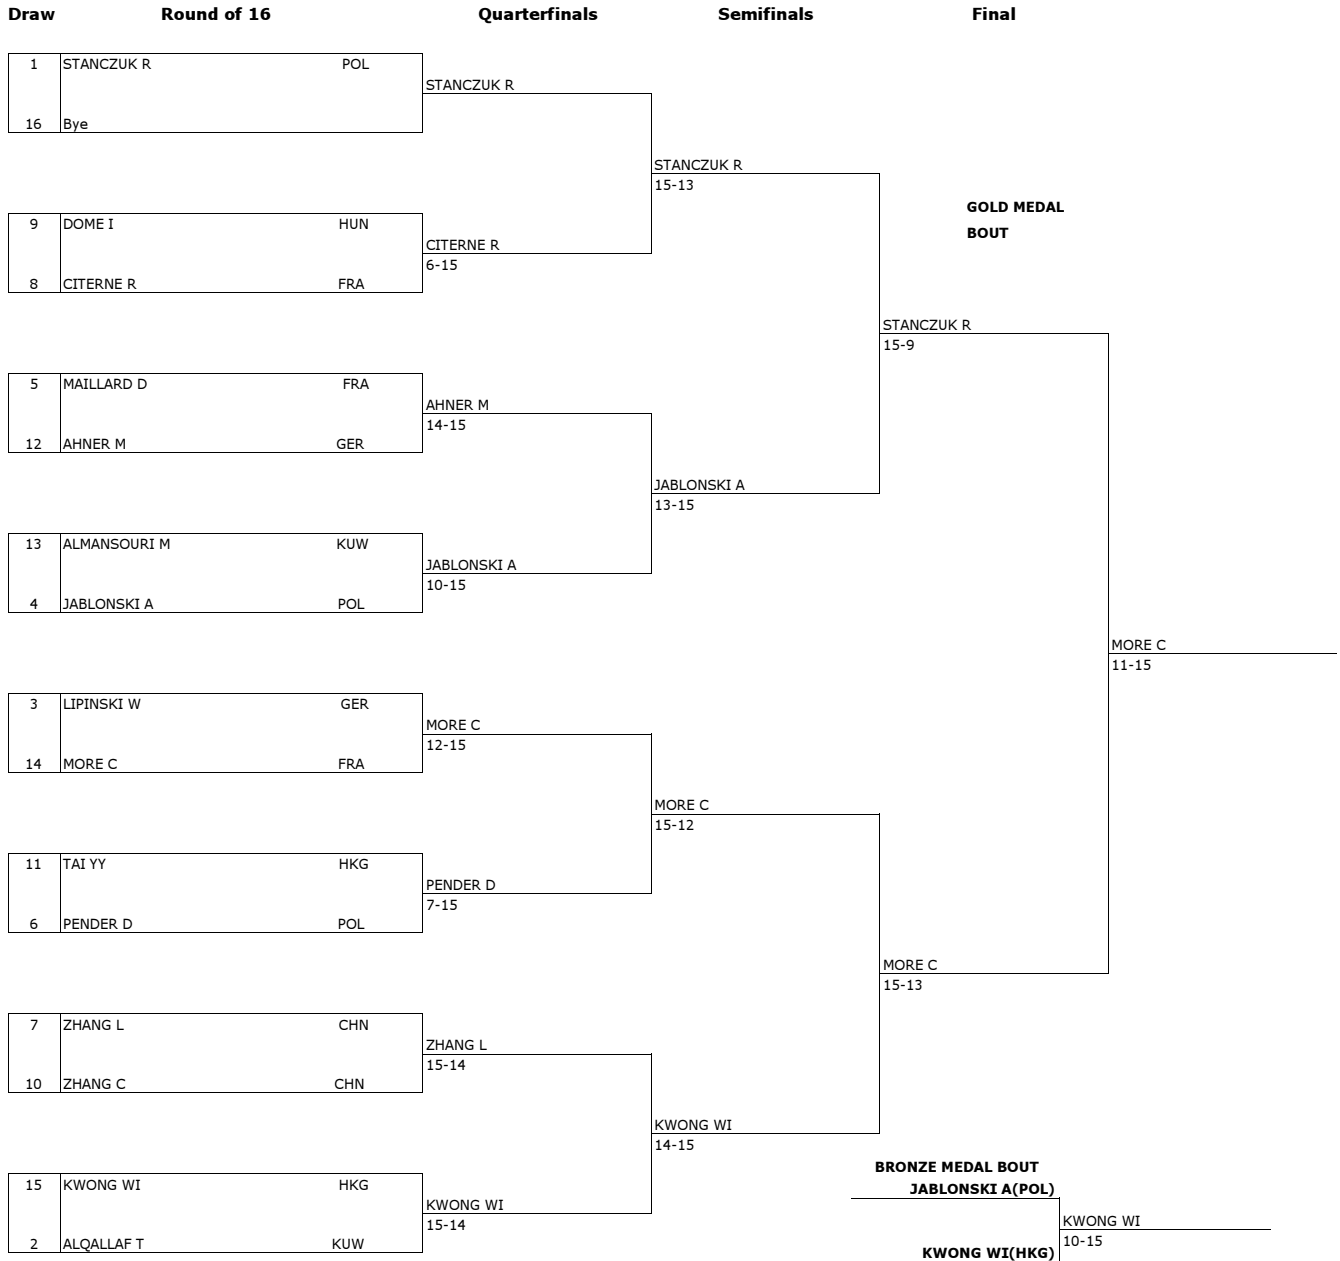 Draw Round of 16 Quarterfinals Semifinals Final
1 STANCZUK R POL
STANCZUK R
16 Bye
STANCZUK R
15-13
GOLD MEDAL
BOUT
9 DOME I HUN
CITERNE R
6-15
8 CITERNE R FRA
STANCZUK R
15-9
5 MAILLARD D FRA
AHNER M
14-15
12 AHNER M GER
JABLONSKI A
13-15
13 ALMANSOURI M KUW
JABLONSKI A
10-15
4 JABLONSKI A POL
MORE C
11-15
3 LIPINSKI W GER
MORE C
12-15
14 MORE C FRA
MORE C
15-12
11 TAI YY HKG
PENDER D
7-15
6 PENDER D POL
MORE C
15-13
7 ZHANG L CHN
ZHANG L
15-14
10 ZHANG C CHN
KWONG WI
14-15
BRONZE MEDAL BOUT
15 KWONG WI HKG
JABLONSKI A(POL)
KWONG WI
15-14
KWONG WI
10-15
2 ALQALLAF T KUW
KWONG WI(HKG)